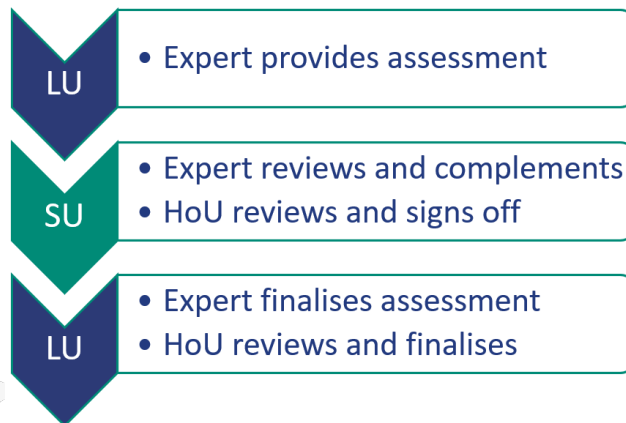 LU
• Expert provides assessment
SU
• Expert reviews and complements
• HoU reviews and signs off
LU
• Expert finalises assessment
• HoU reviews and finalises